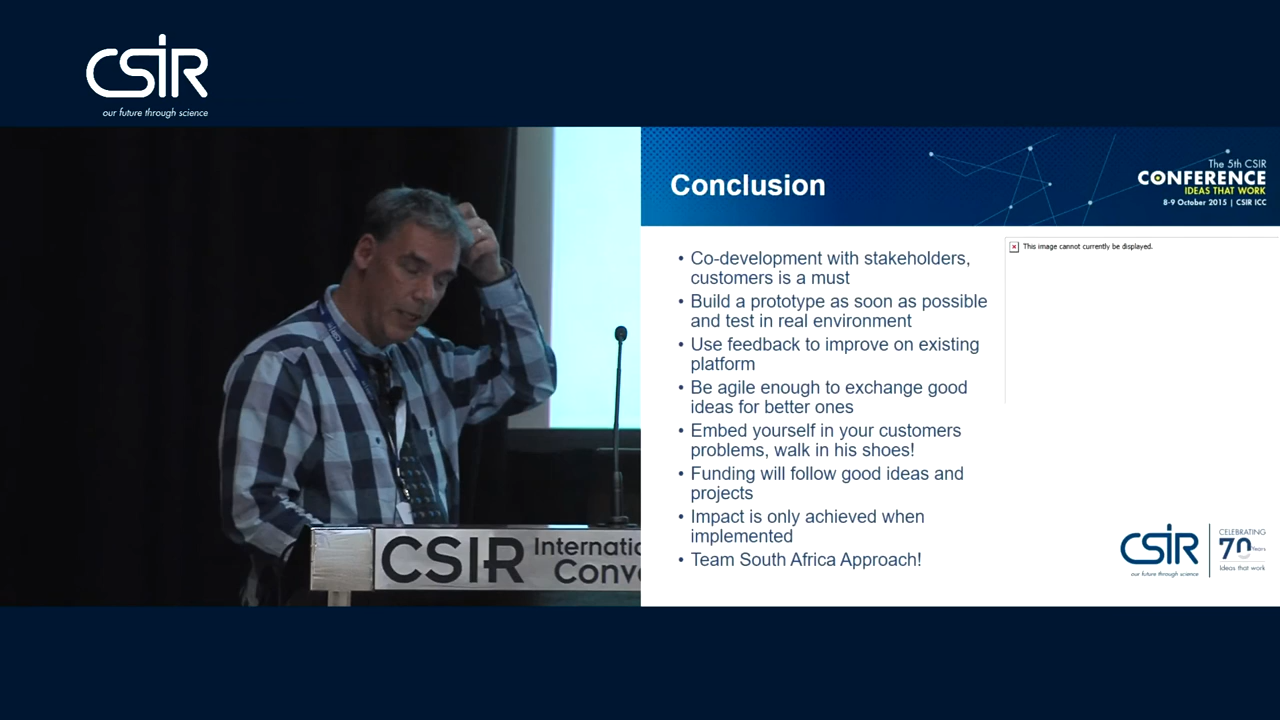 CSIR
our future through science
CSIR
Internatio
Conv
Conclusion
The 5th CSIR
CONFERENCE
IDEAS THAT WORK
8-9 October 2015 | CSIR ICC
• Co-development with stakeholders,
customers is a must
• Build a prototype as soon as possible
and test in real environment
• Use feedback to improve on existing
platform
• Be agile enough to exchange good
ideas for better ones
• Embed yourself in your customers
problems, walk in his shoes!
• Funding will follow good ideas and
projects
• Impact is only achieved when
implemented
• Team South Africa Approach!
This image cannot currently be displayed.
CSIR
our future through science
CELEBRATING
70 Years
Ideas that work